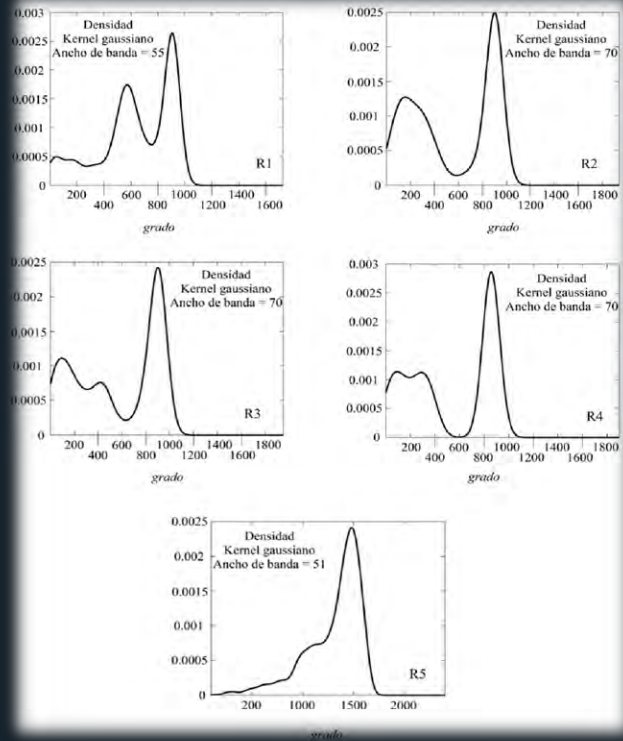 0.003
0.0025
0.002
0.0015
0.001
0.0005
0
Densidad
Kernel gaussiano
Ancho de banda = 55
R1
200 600 800 1200 1600
400 800 1000 1400
grado
0.0025
0.002
0.0015
0.001
0.0005
0
Densidad
Kernel gaussiano
Ancho de banda = 70
R2
200 600 1000 1400 1800
400 800 1200 1600
grado
0.0025
0.002
0.0015
0.001
0.0005
0
Densidad
Kernel gaussiano
Ancho de banda = 70
R3
200 600 1000 1400 1800
400 800 1200 1600
grado
0.003
0.0025
0.002
0.0015
0.001
0.0005
0
Densidad
Kernel gaussiano
Ancho de banda = 70
R4
200 600 1000 1400 1800
400 800 1200 1600
grado
0.0025
0.002
0.0015
0.001
0.0005
0
Densidad
Kernel gaussiano
Ancho de banda = 51
R5
200 1000 1500 2000
grado